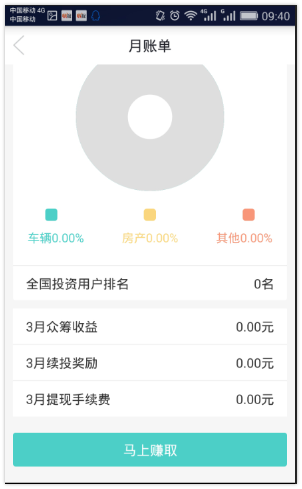 中国移动 4G
中国移动
4G
G
09:40
月账单
车辆0.00%
房产0.00%
其他0.00%
全国投资用户排名 0名
3月众筹收益 0.00元
3月续投奖励 0.00元
3月提现手续费 0.00元
马上赚取